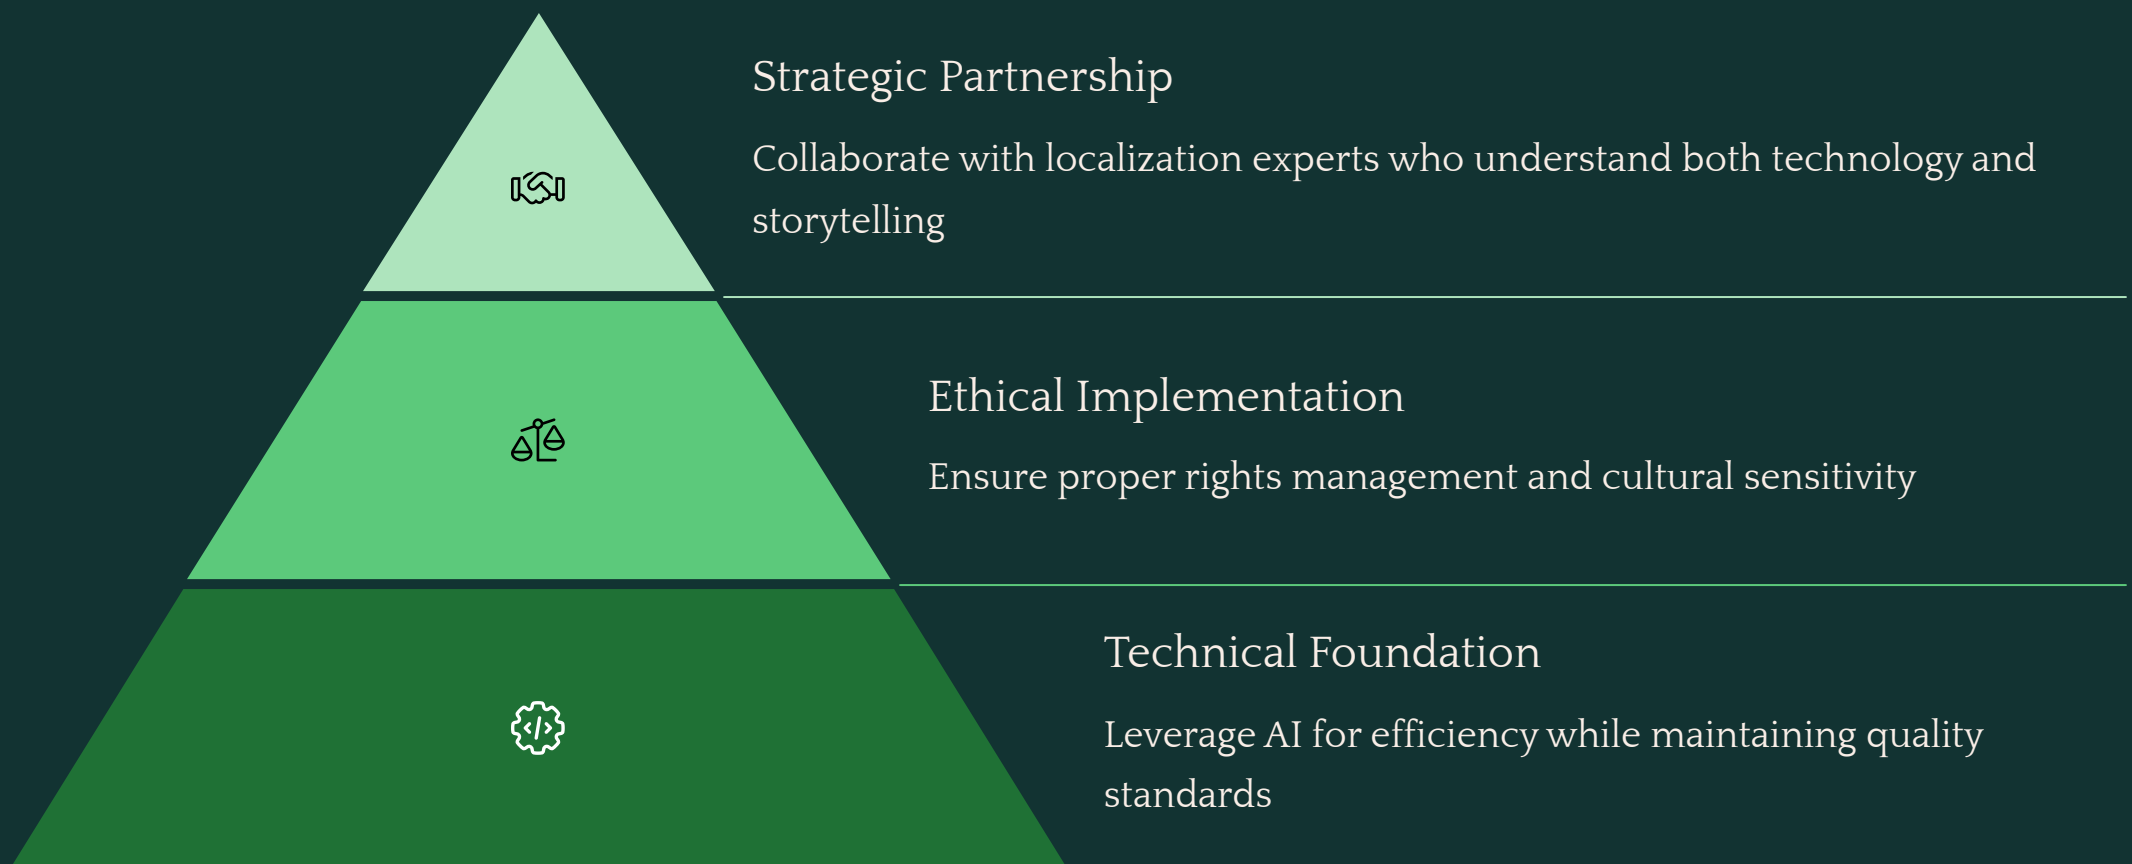 Strategic Partnership
Collaborate with localization experts who understand both technology and
storytelling
Ethical Implementation
Ensure proper rights management and cultural sensitivity
Technical Foundation
Leverage AI for efficiency while maintaining quality
standards